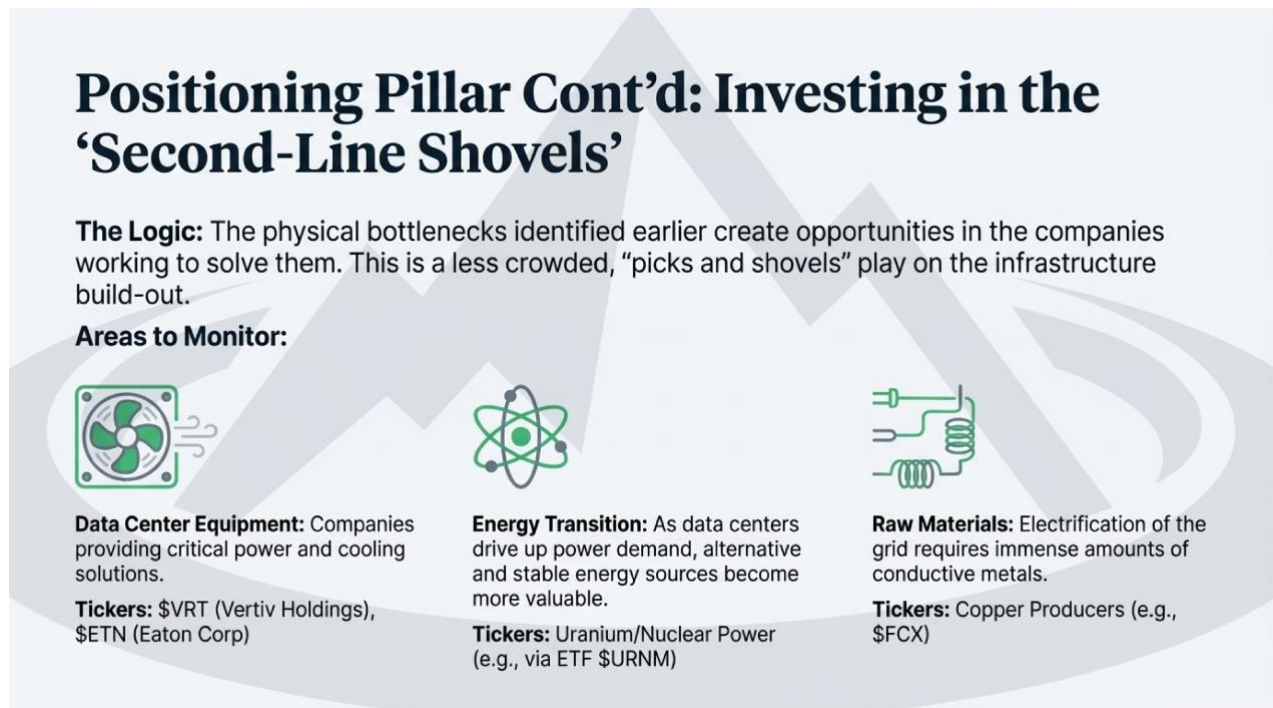 Positioning Pillar Cont’d: Investing in the
‘Second-Line Shovels’
The Logic: The physical bottlenecks identified earlier create opportunities in the companies
working to solve them. This is a less crowded, “picks and shovels” play on the infrastructure
build-out.
Areas to Monitor:
Data Center Equipment: Companies
providing critical power and cooling
solutions.
Tickers: $VRT (Vertiv Holdings),
$ETN (Eaton Corp)
Energy Transition: As data centers
drive up power demand, alternative
and stable energy sources become
more valuable.
Tickers: Uranium/Nuclear Power
(e.g., via ETF $URNM)
Raw Materials: Electrification of the
grid requires immense amounts of
conductive metals.
Tickers: Copper Producers (e.g.,
$FCX)